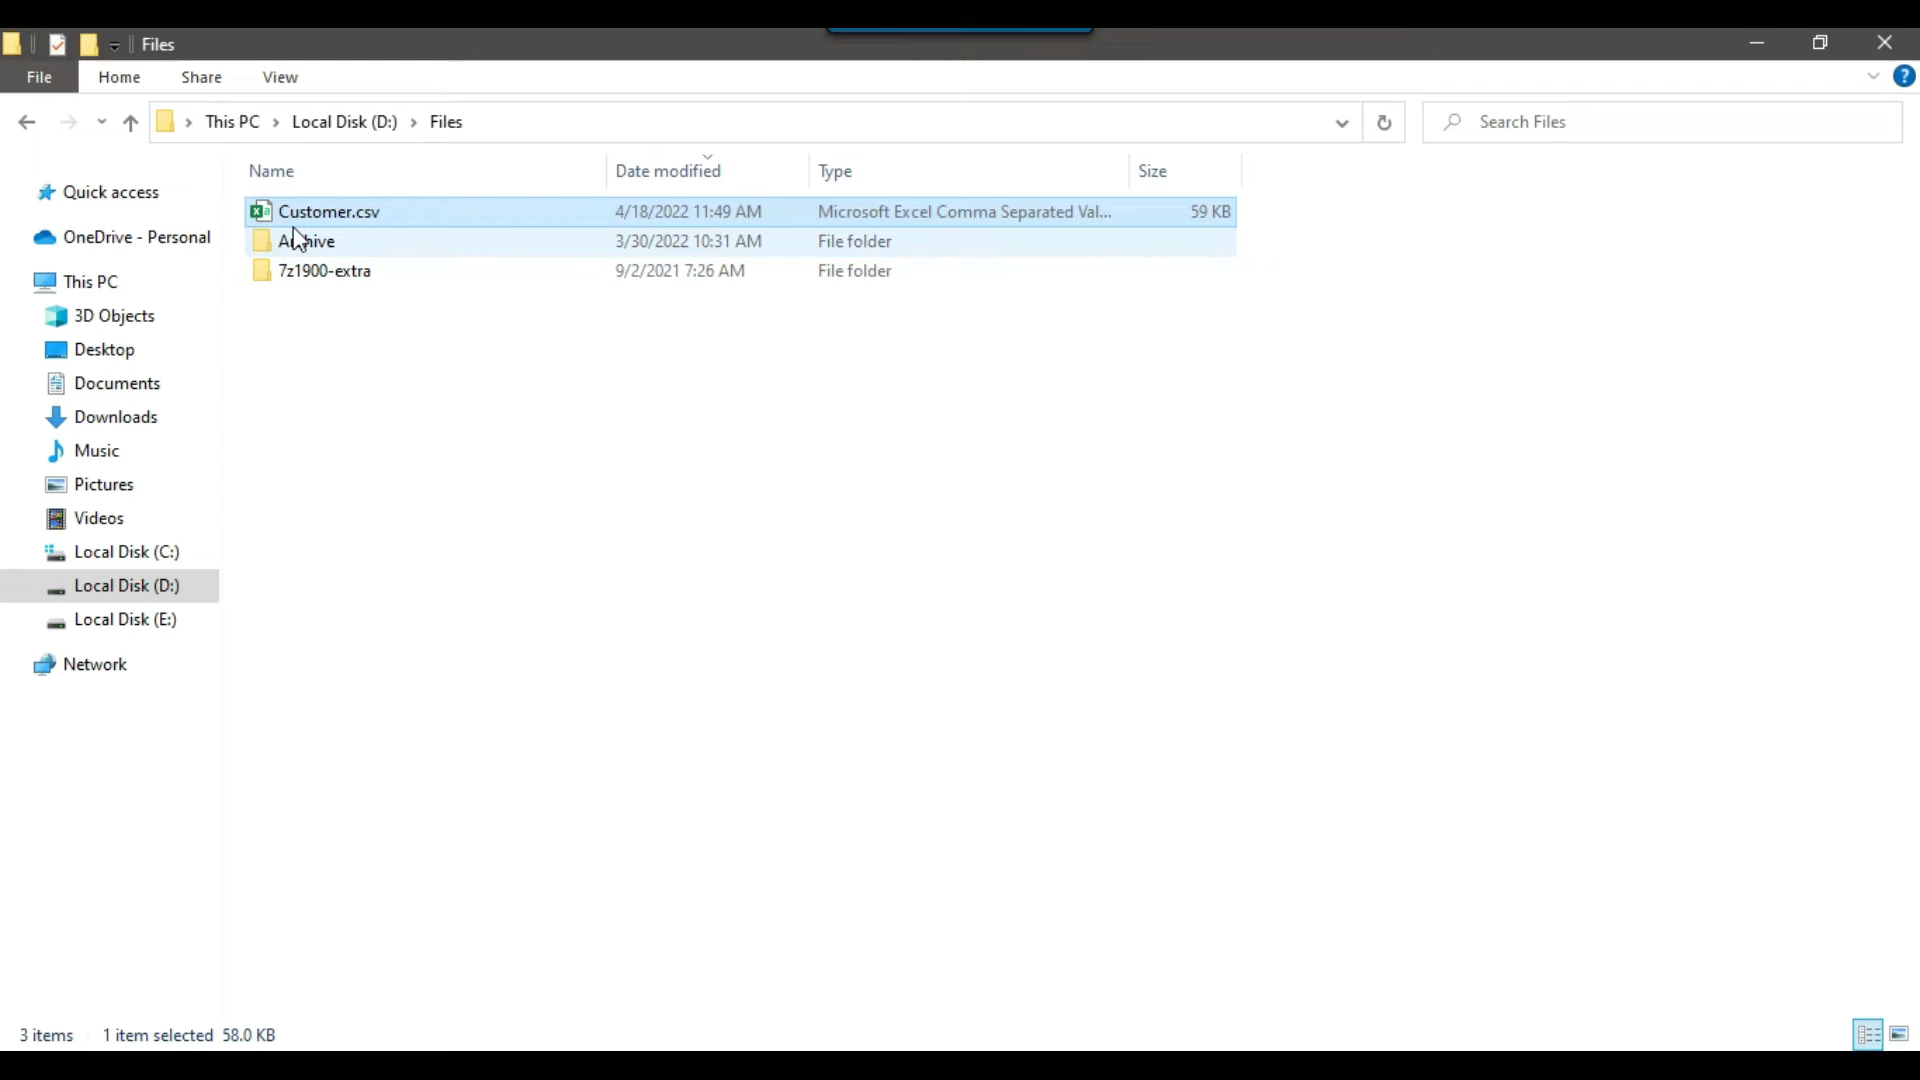 Files
File Home Share View
This PC Local Disk (D:) Files
Search Files
Name Date modified Type Size
Quick access
OneDrive - Personal
This PC
3D Objects
Desktop
Documents
Downloads
Music
Pictures
Videos
Local Disk (C:)
Local Disk (D:)
Local Disk (E:)
Network
Customer.csv 4/18/2022 11:49 AM Microsoft Excel Comma Separated Val... 59 KB
Archive 3/30/2022 10:31 AM File folder
7z1900-extra 9/2/2021 7:26 AM File folder
3 items 1 item selected 58.0 KB